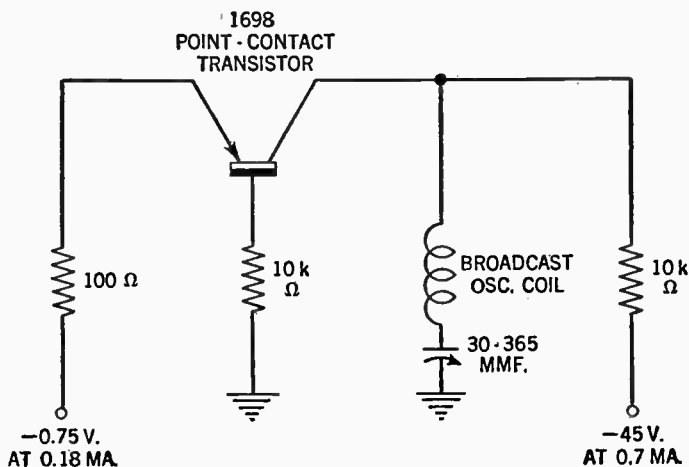 1698
POINT-CONTACT
TRANSISTOR
100 Ω
10 k
Ω
BROADCAST
OSC. COIL
10 k
Ω
30-365
MMF.
—0.75 V.
AT 0.18 MA.
—45 V.
AT 0.7 MA.